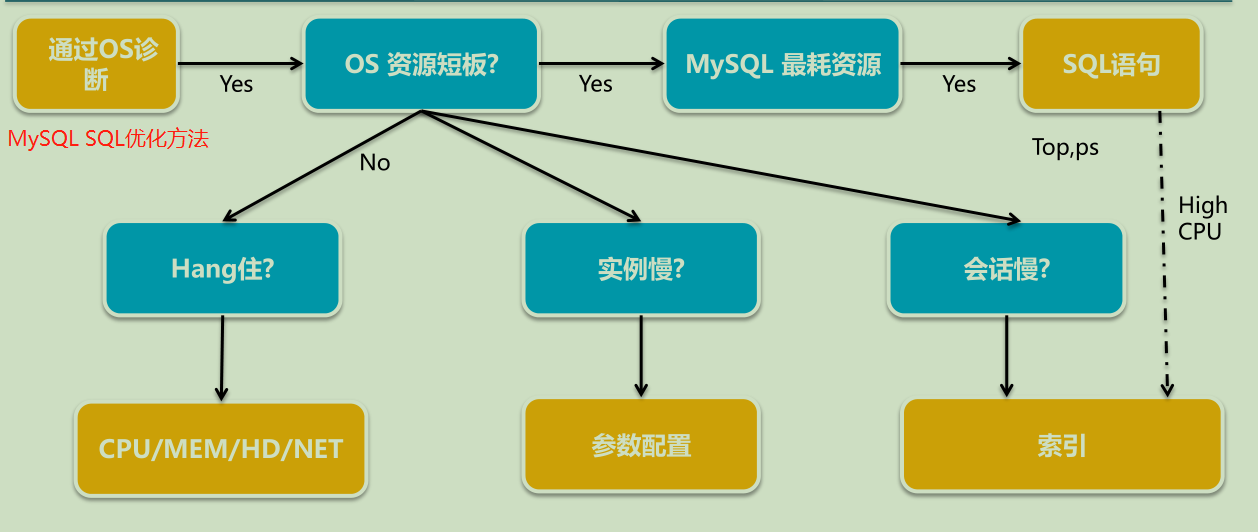 通过OS诊
断
Yes
OS 资源短板?
Yes
MySQL 最耗资源
Yes
SQL语句
MySQL SQL优化方法
No
Top,ps
High
CPU
Hang住?
实例慢?
会话慢?
CPU/MEM/HD/NET
参数配置
索引